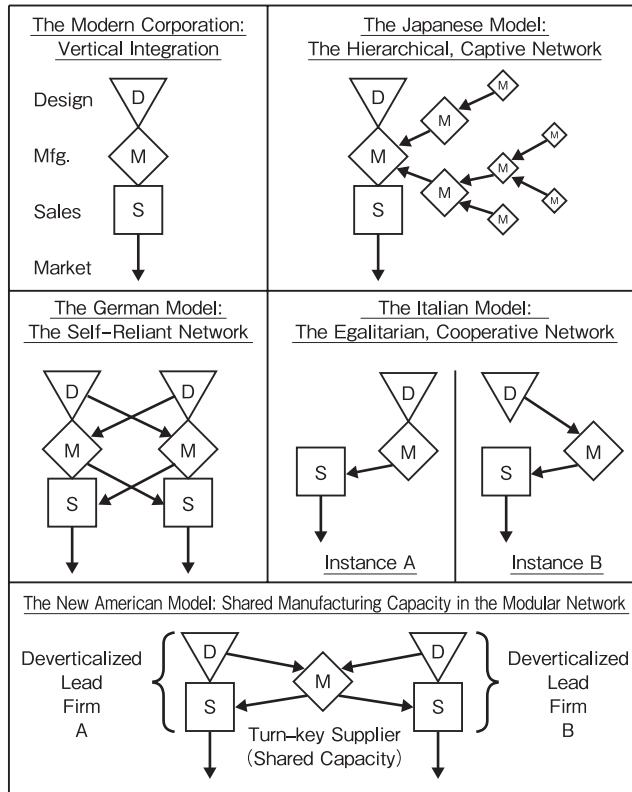 The Modern Corporation:
Vertical Integration
Design
D
Mfg.
M
Sales
S
Market
The Japanese Model:
The Hierarchical, Captive Network
D
M
S
M
M
M
M
M
M
M
The German Model:
The Self-Reliant Network
D D
M M
S S
The Italian Model:
The Egalitarian, Cooperative Network
D
M
S
Instance A
D
M
S
Instance B
The New American Model: Shared Manufacturing Capacity in the Modular Network
Deverticalized
Lead
Firm
A
D
S
M
Turn-key Supplier
(Shared Capacity)
D
S
Deverticalized
Lead
Firm
B